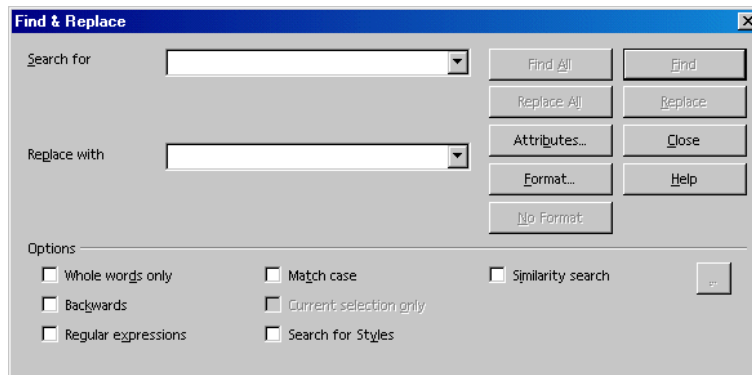 Find & Replace
Search for
Find All
Find
Replace All
Replace
Replace with
Attributes...
Close
Format...
Help
No Format
Options
Whole words only
Match case
Similarity search
...
Backwards
Current selection only
Regular expressions
Search for Styles